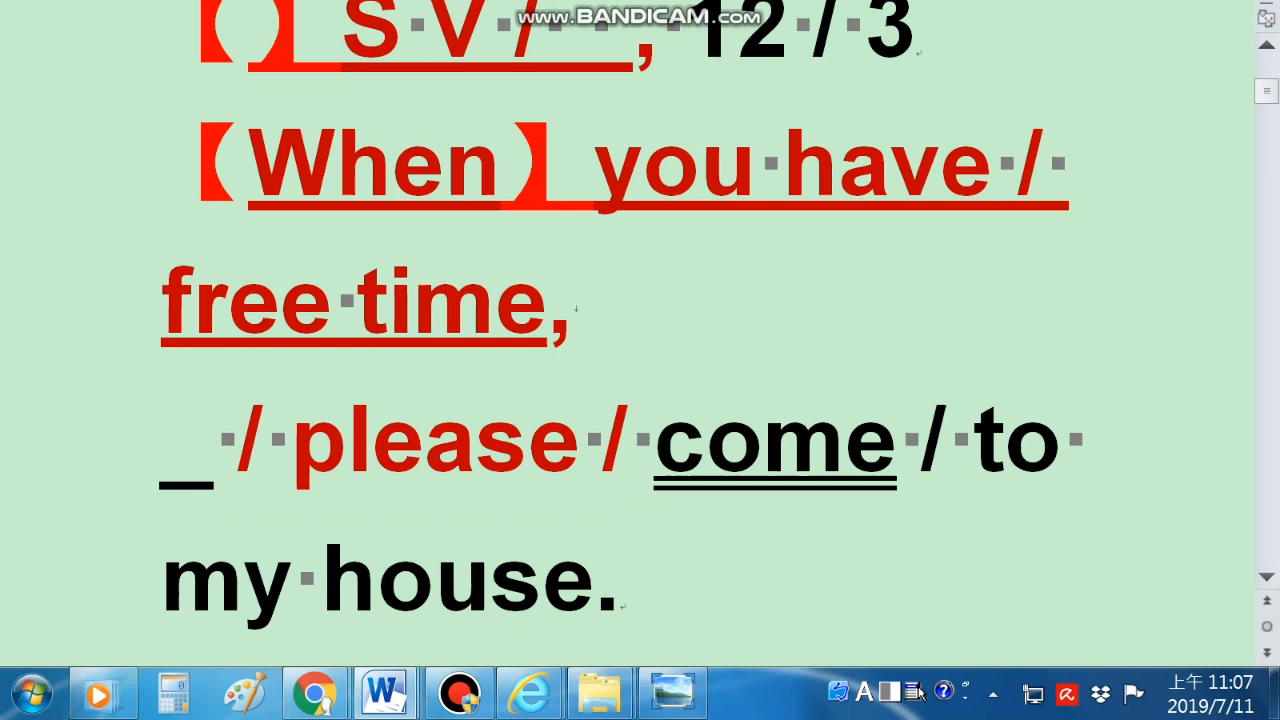 www.BANDICAM.com
【 】S V / , 12 / 3
【When】you have /
free time,
_ / please / come / to
my house.
上午 11:07
2019/7/11